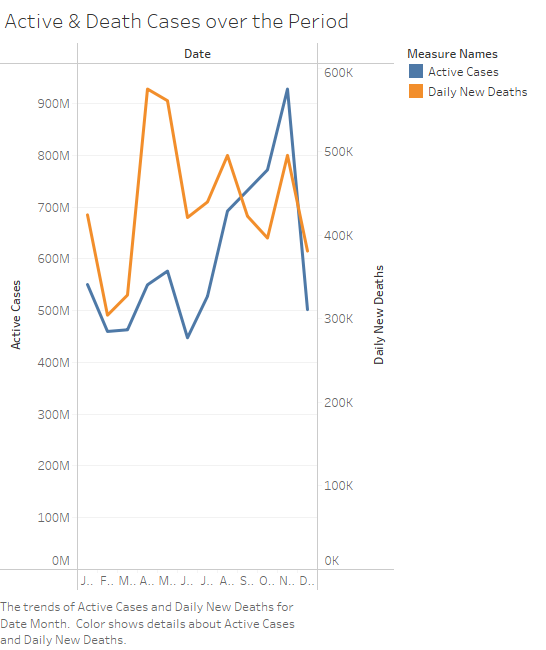 Active & Death Cases over the Period
Date
Measure Names
Active Cases
Daily New Deaths
900M
800M
700M
600M
500M
400M
300M
200M
100M
0M
Active Cases
600K
500K
400K
300K
200K
100K
0K
Daily New Deaths
J.. F.. M.. A.. M.. J.. J.. A.. S.. O.. N.. D..
The trends of Active Cases and Daily New Deaths for
Date Month.  Color shows details about Active Cases
and Daily New Deaths.